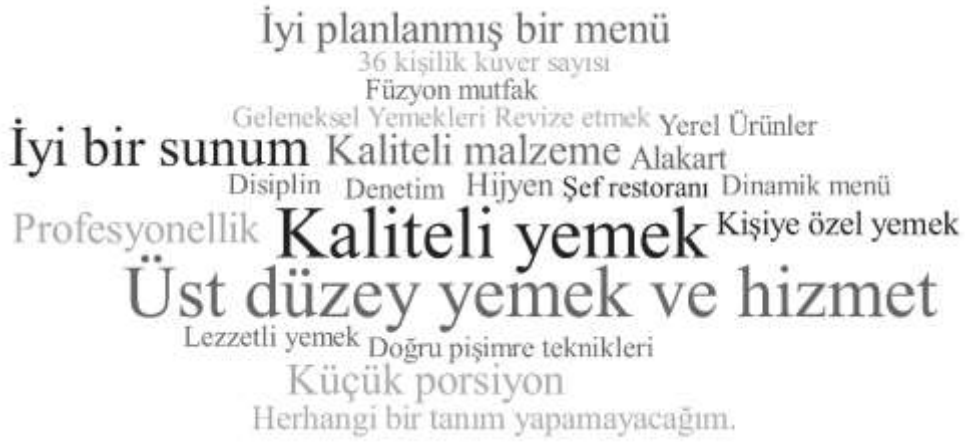 İyi planlanmış bir menü
36 kişilik kuver sayısı
Füzyon mutfak
Geleneksel Yemekleri Revize etmek Yerel Ürünler
İyi bir sunum Kaliteli malzeme Alakart
Disiplin Denetim Hijyen Şef restoranı Dinamik menü
Profesyonellik Kaliteli yemek Kişiye özel yemek
Üst düzey yemek ve hizmet
Lezzetli yemek Doğru pişimre teknikleri
Küçük porsiyon
Herhangi bir tanım yapamayacağım.